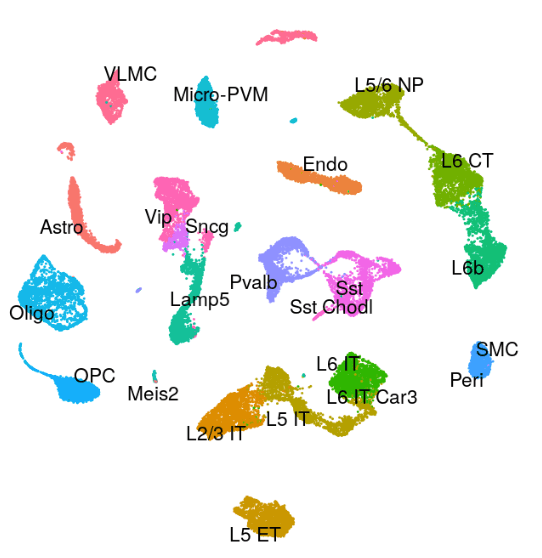 VLMC
Micro-PVM
L5/6 NP
L6 CT
Endo
Astro
Vip
Sncg
Pvalb
Sst
Sst Chodl
L6b
Lamp5
Oligo
OPC
Meis2
L6 IT
L6 IT Car3
SMC
Peri
L2/3 IT
L5 IT
L5 ET